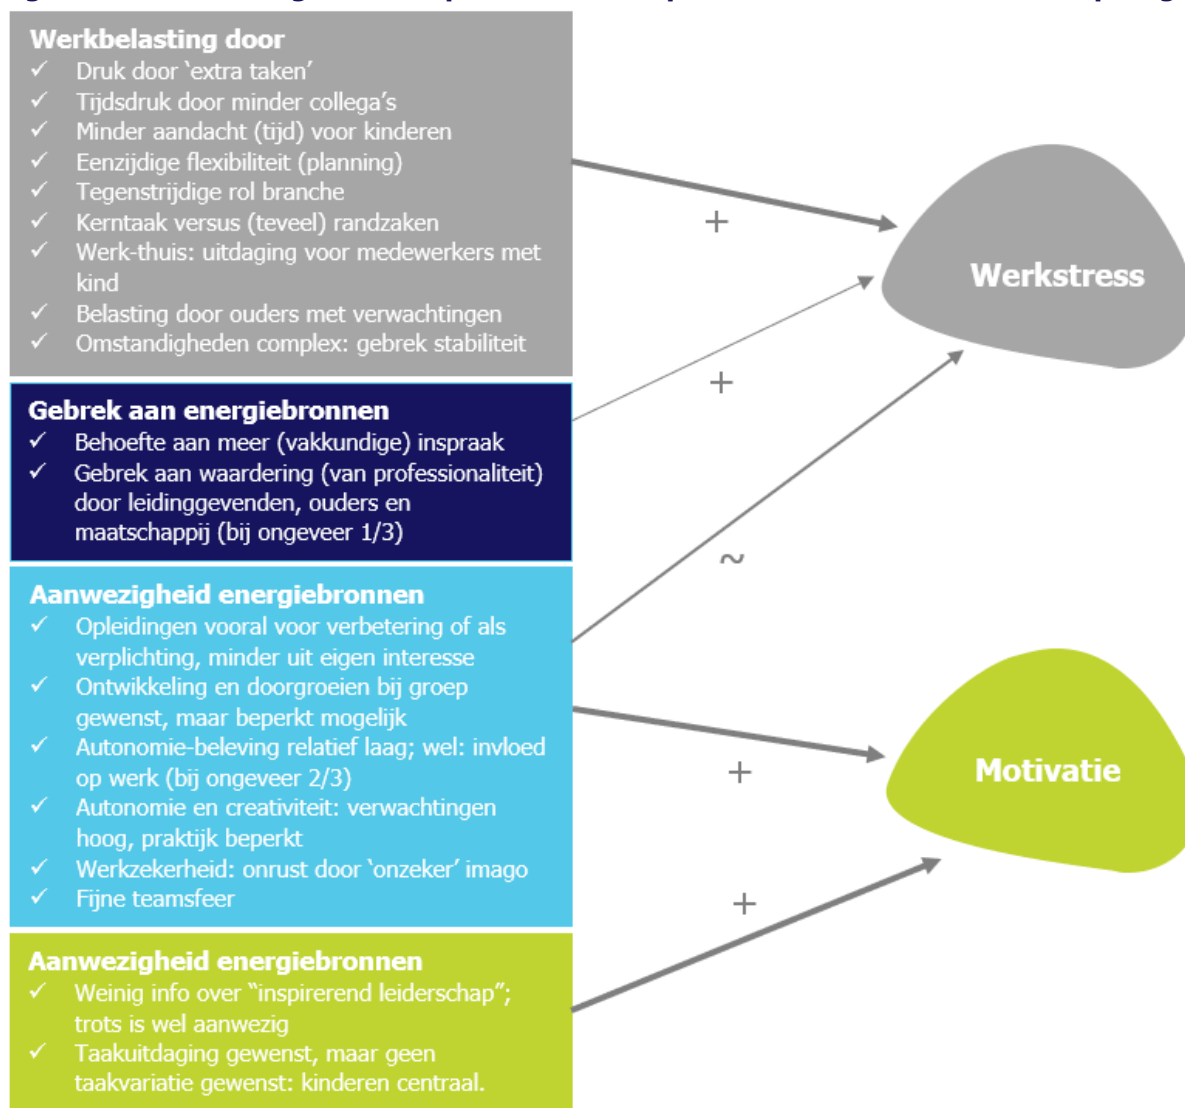 Werkbelasting door
✓ Druk door ‘extra taken’
✓ Tijdsdruk door minder collega’s
✓ Minder aandacht (tijd) voor kinderen
✓ Eenzijdige flexibiliteit (planning)
✓ Tegenstrijdige rol branche
✓ Kerntaak versus (teveel) randzaken
✓ Werk-thuis: uitdaging voor medewerkers met
kind
✓ Belasting door ouders met verwachtingen
✓ Omstandigheden complex: gebrek stabiliteit
Gebrek aan energiebronnen
✓ Behoefte aan meer (vakkundige) inspraak
✓ Gebrek aan waardering (van professionaliteit)
door leidinggevenden, ouders en
maatschappij (bij ongeveer 1/3)
Aanwezigheid energiebronnen
✓ Opleidingen vooral voor verbetering of als
verplichting, minder uit eigen interesse
✓ Ontwikkeling en doorgroeien bij groep
gewenst, maar beperkt mogelijk
✓ Autonomie-beleving relatief laag; wel: invloed
op werk (bij ongeveer 2/3)
✓ Autonomie en creativiteit: verwachtingen
hoog, praktijk beperkt
✓ Werkzekerheid: onrust door ‘onzeker’ imago
✓ Fijne teamsfeer
Aanwezigheid energiebronnen
✓ Weinig info over “inspirerend leiderschap”;
trots is wel aanwezig
✓ Taakuitdaging gewenst, maar geen
taakvariatie gewenst: kinderen centraal.
+
+
~
+
+
Werkstress
Motivatie